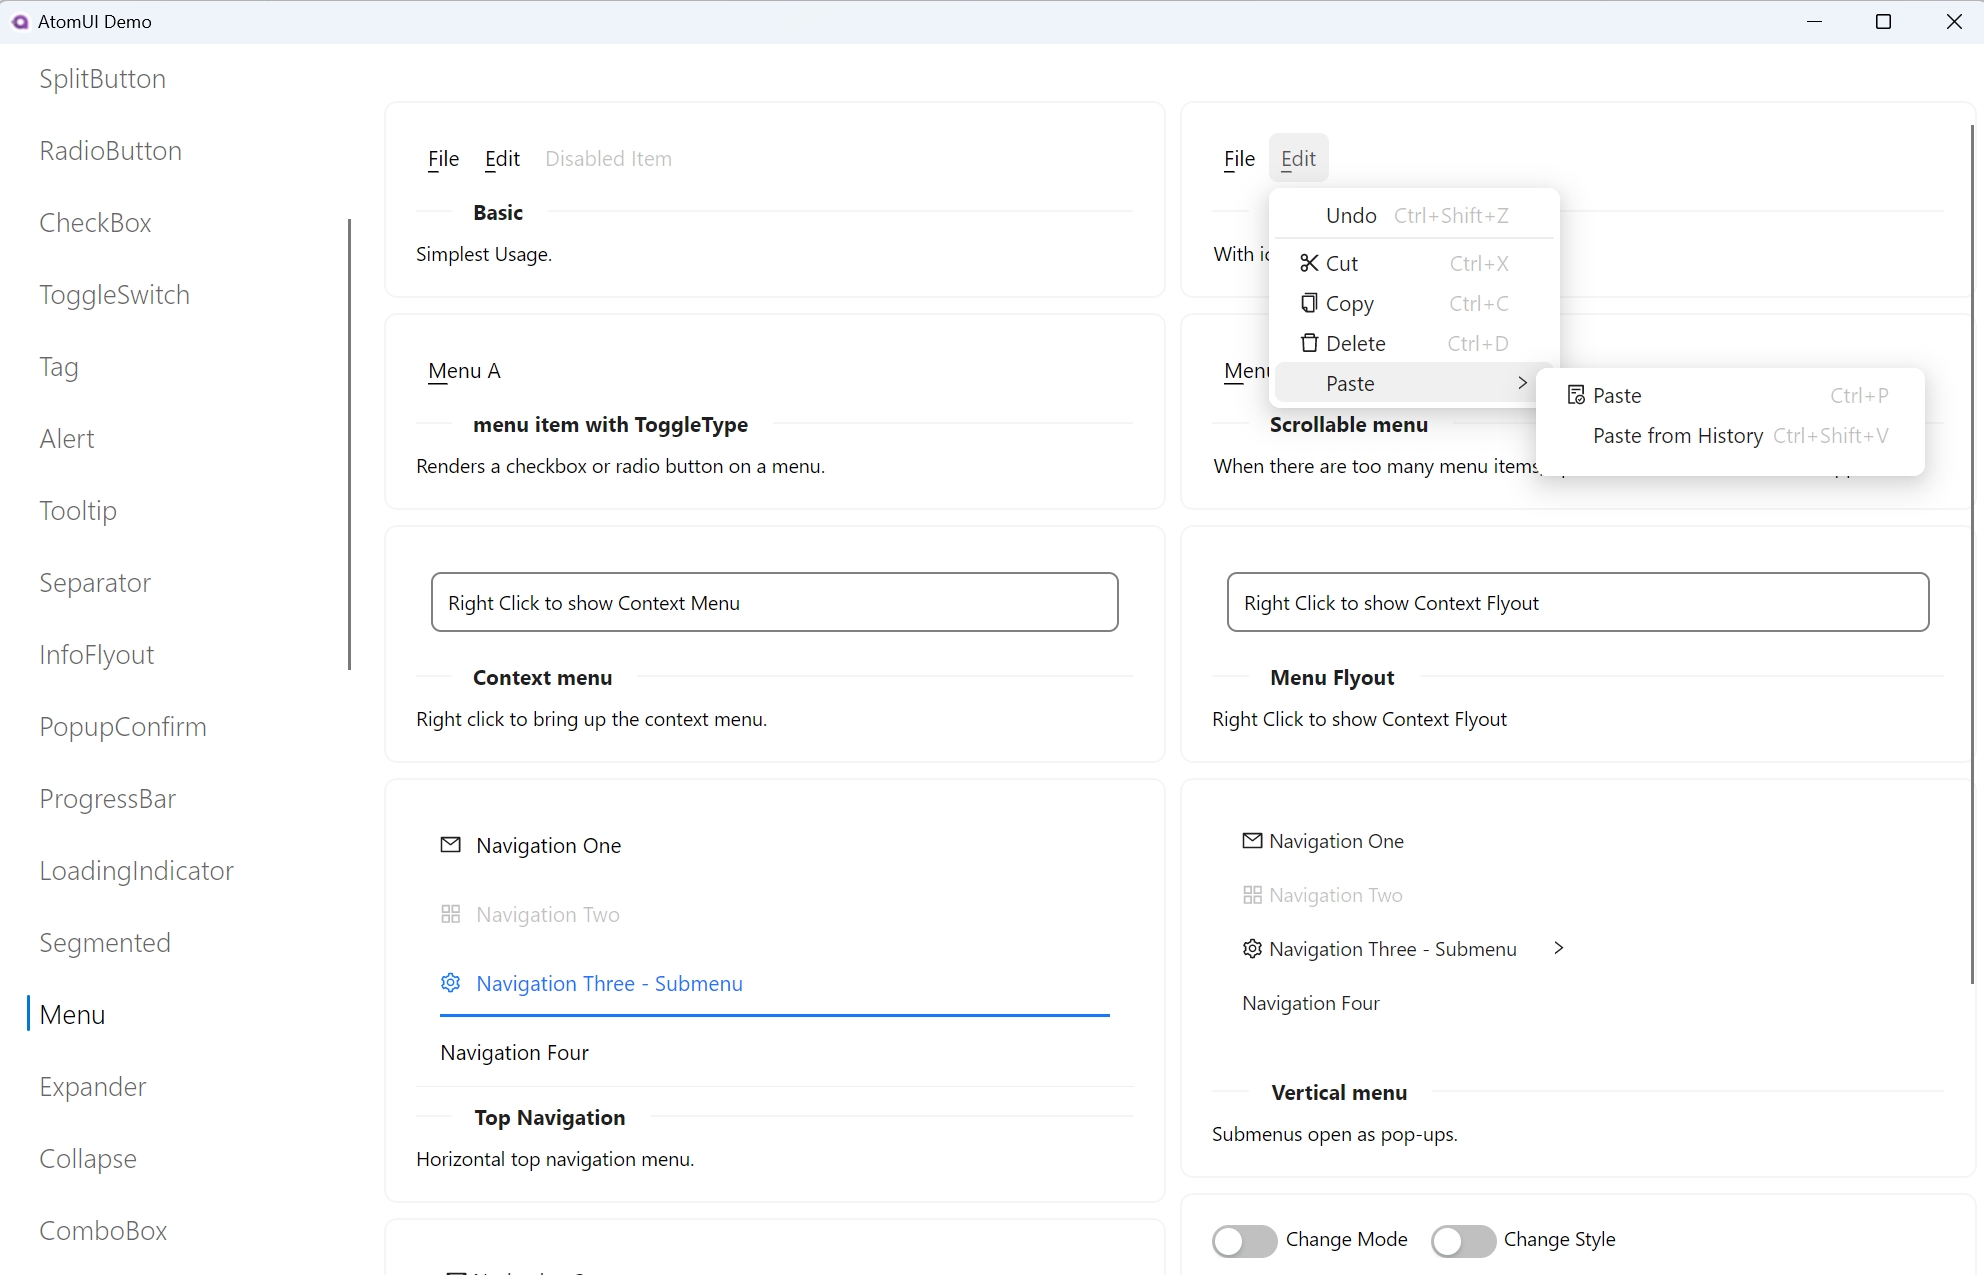 AtomUI Demo
SplitButton
RadioButton
CheckBox
ToggleSwitch
Tag
Alert
Tooltip
Separator
InfoFlyout
PopupConfirm
ProgressBar
LoadingIndicator
Segmented
Menu
Expander
Collapse
ComboBox
File Edit Disabled Item
Basic
Simplest Usage.
File Edit
With
Undo Ctrl+Shift+Z
Cut Ctrl+X
Copy Ctrl+C
Delete Ctrl+D
Paste
Paste Ctrl+P
Paste from History Ctrl+Shift+V
Menu A
menu item with ToggleType
Renders a checkbox or radio button on a menu.
Menu
Scrollable menu
When there are too many menu items
Right Click to show Context Menu
Context menu
Right click to bring up the context menu.
Right Click to show Context Flyout
Menu Flyout
Right Click to show Context Flyout
Navigation One
Navigation Two
Navigation Three - Submenu
Navigation Four
Top Navigation
Horizontal top navigation menu.
Navigation One
Navigation Two
Navigation Three - Submenu
Navigation Four
Vertical menu
Submenus open as pop-ups.
Change Mode Change Style